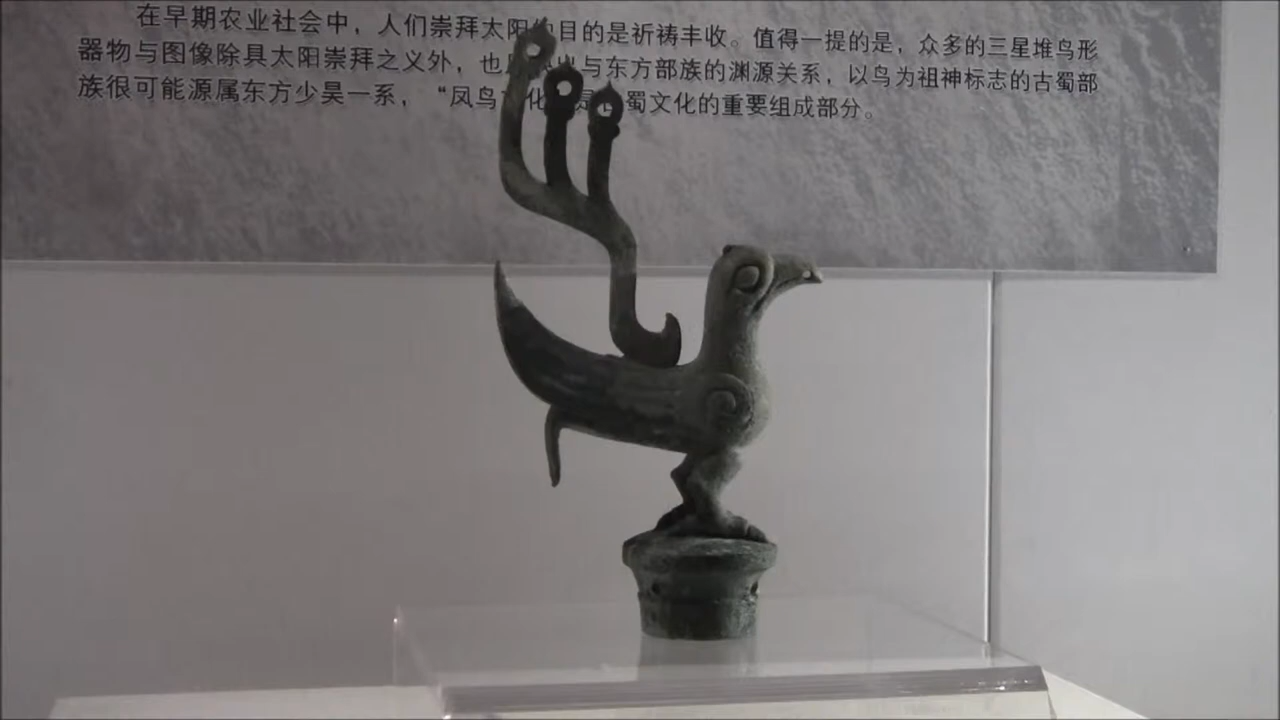 在早期农业社会中，人们崇拜太阳的目的是祈祷丰收。值得一提的是，众多的三星堆鸟形
器物与图像除具太阳崇拜之义外，也 与东方部族的渊源关系，以鸟为祖神标志的古蜀部
族很可能源属东方少昊一系，“凤鸟 化 蜀文化的重要组成部分。